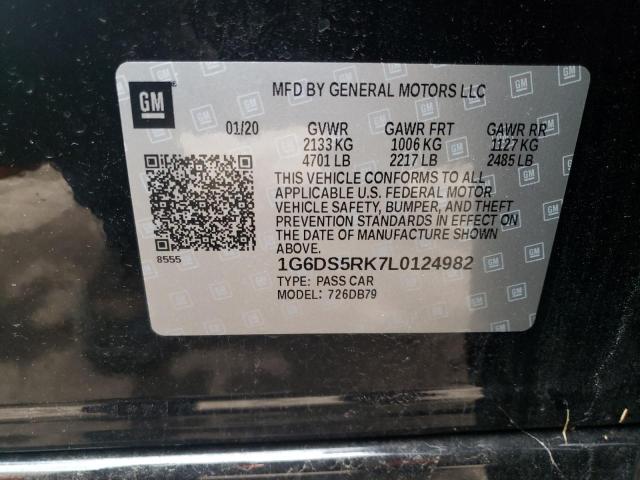 GM
MFD BY GENERAL MOTORS LLC
01/20 GVWR GAWR FRT GAWR RR
2133 KG 1006 KG 1127 KG
4701 LB 2217 LB 2485 LB
THIS VEHICLE CONFORMS TO ALL
APPLICABLE U.S. FEDERAL MOTOR
VEHICLE SAFETY, BUMPER, AND THEFT
PREVENTION STANDARDS IN EFFECT ON
THE DATE OF MANUFACTURE SHOWN
ABOVE.
8555
1G6DS5RK7L0124982
TYPE: PASS CAR
MODEL: 726DB79